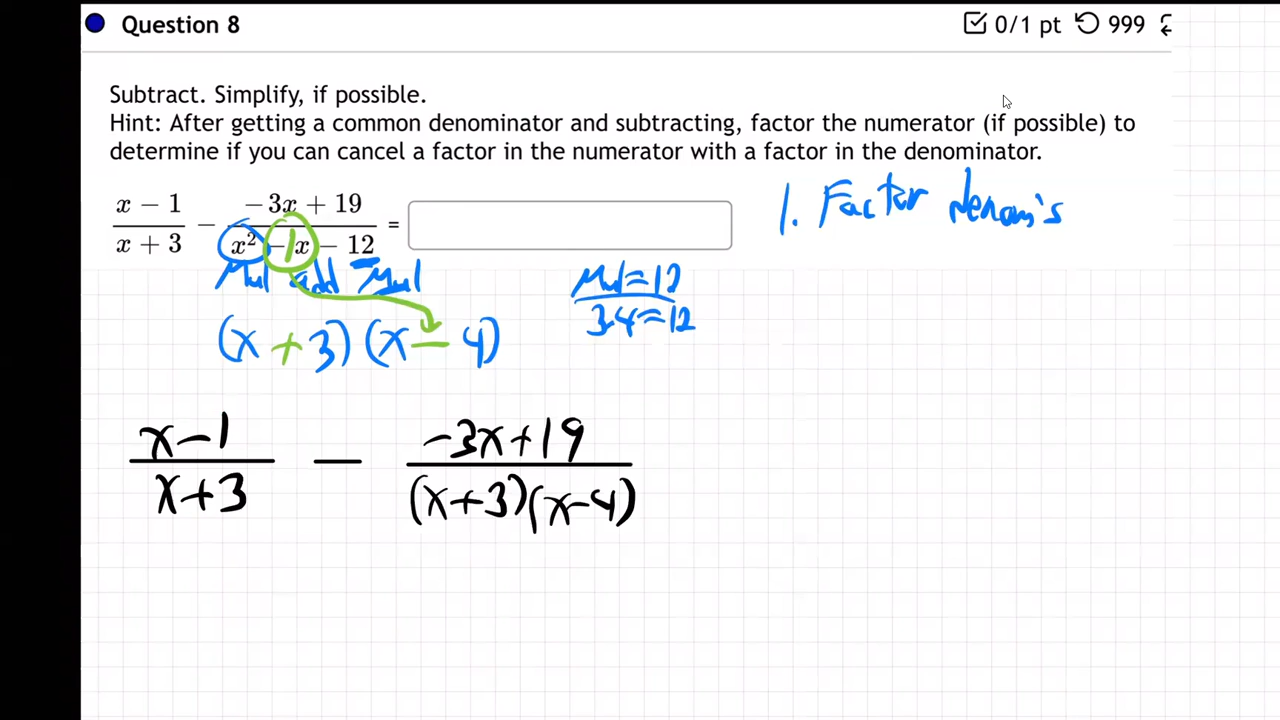 Question 8
0/1 pt 999
Subtract. Simplify, if possible.
Hint: After getting a common denominator and subtracting, factor the numerator (if possible) to
determine if you can cancel a factor in the numerator with a factor in the denominator.
1. Factor denom's
x − 1 −3x + 19
− =
x + 3 x² − 1x − 12
Mul add Mul
Mul=12
3·4=12
(x + 3)(x − 4)
x−1 −3x+19
—
x+3 (x+3)(x−4)